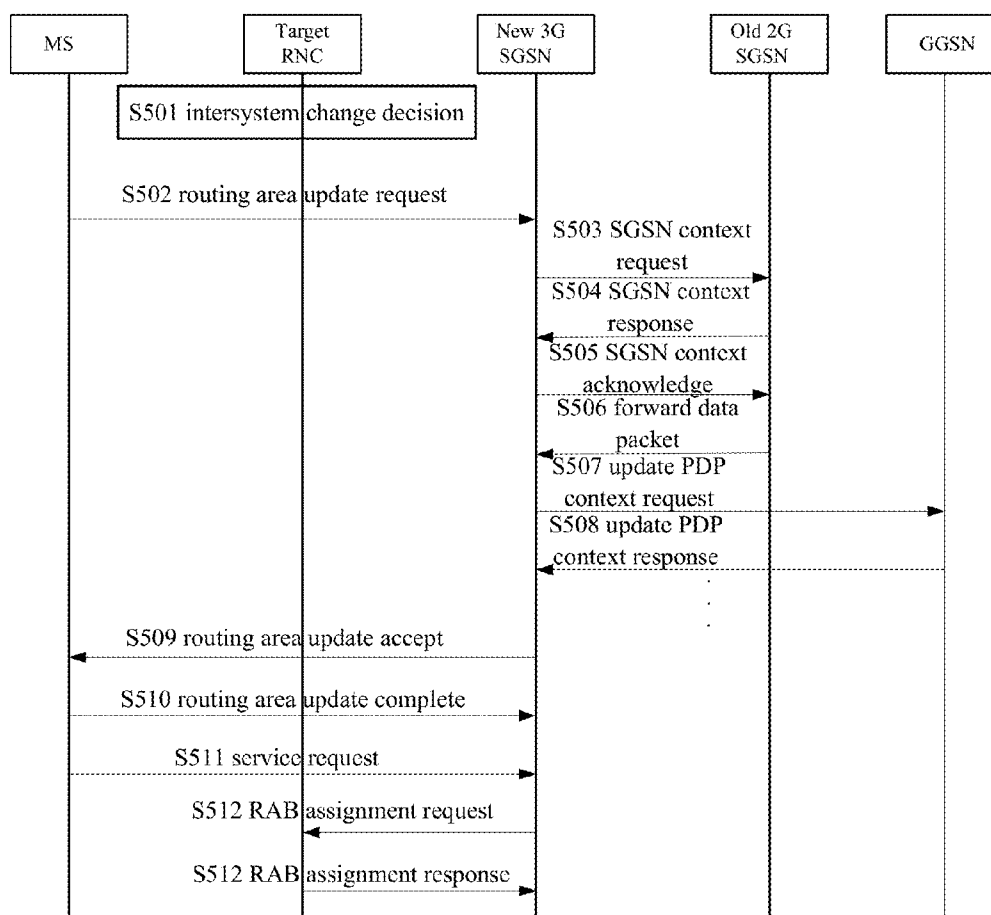 MS
Target
RNC
New 3G
SGSN
Old 2G
SGSN
GGSN
S501 intersystem change decision
S502 routing area update request
S503 SGSN context
request
S504 SGSN context
response
S505 SGSN context
acknowledge
S506 forward data
packet
S507 update PDP
context request
S508 update PDP
context response
S509 routing area update accept
S510 routing area update complete
S511 service request
S512 RAB assignment request
S512 RAB assignment response